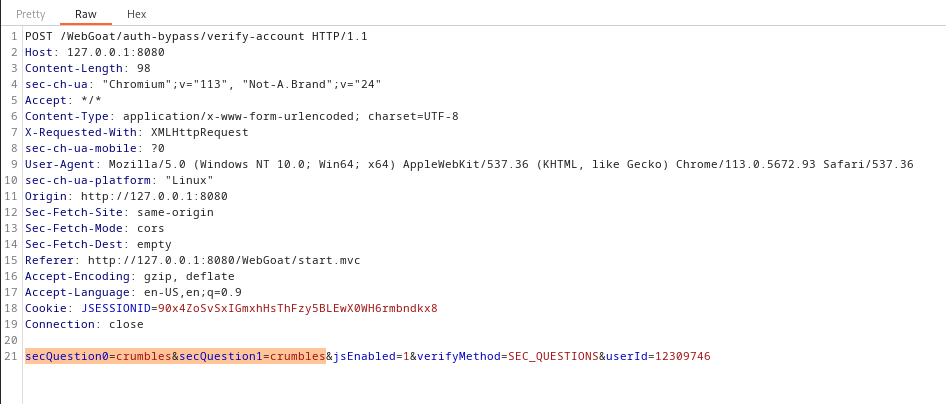 Pretty Raw Hex
1 POST /WebGoat/auth-bypass/verify-account HTTP/1.1
2 Host: 127.0.0.1:8080
3 Content-Length: 98
4 sec-ch-ua: "Chromium";v="113", "Not-A.Brand";v="24"
5 Accept: */*
6 Content-Type: application/x-www-form-urlencoded; charset=UTF-8
7 X-Requested-With: XMLHttpRequest
8 sec-ch-ua-mobile: ?0
9 User-Agent: Mozilla/5.0 (Windows NT 10.0; Win64; x64) AppleWebKit/537.36 (KHTML, like Gecko) Chrome/113.0.5672.93 Safari/537.36
10 sec-ch-ua-platform: "Linux"
11 Origin: http://127.0.0.1:8080
12 Sec-Fetch-Site: same-origin
13 Sec-Fetch-Mode: cors
14 Sec-Fetch-Dest: empty
15 Referer: http://127.0.0.1:8080/WebGoat/start.mvc
16 Accept-Encoding: gzip, deflate
17 Accept-Language: en-US,en;q=0.9
18 Cookie: JSESSIONID=90x4ZoSvSxIGmxhHsThFzy5BLEwX0WH6rmbndkx8
19 Connection: close
20
21 secQuestion0=crumbles&secQuestion1=crumbles&jsEnabled=1&verifyMethod=SEC_QUESTIONS&userId=12309746